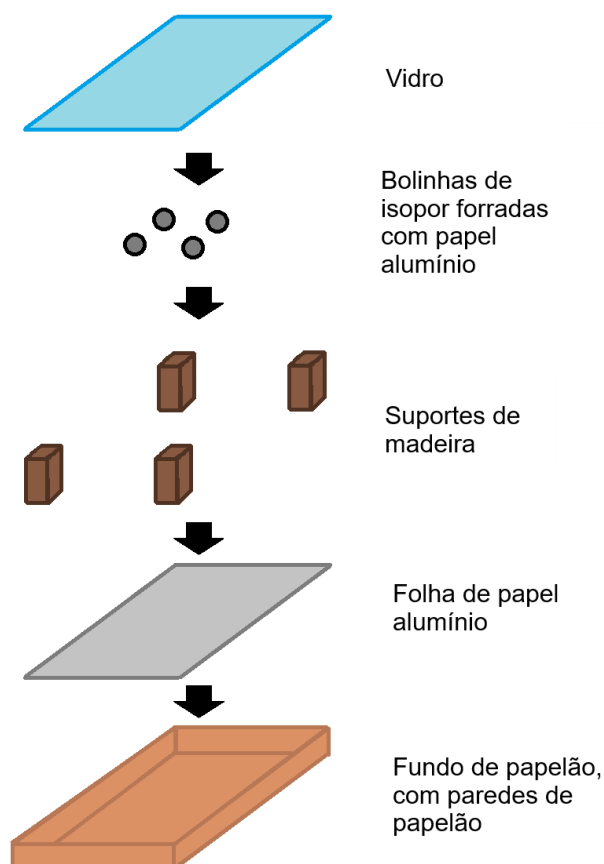 Vidro
Bolinhas de
isopor forradas
com papel
alumínio
Suportes de
madeira
Folha de papel
alumínio
Fundo de papelão,
com paredes de
papelão